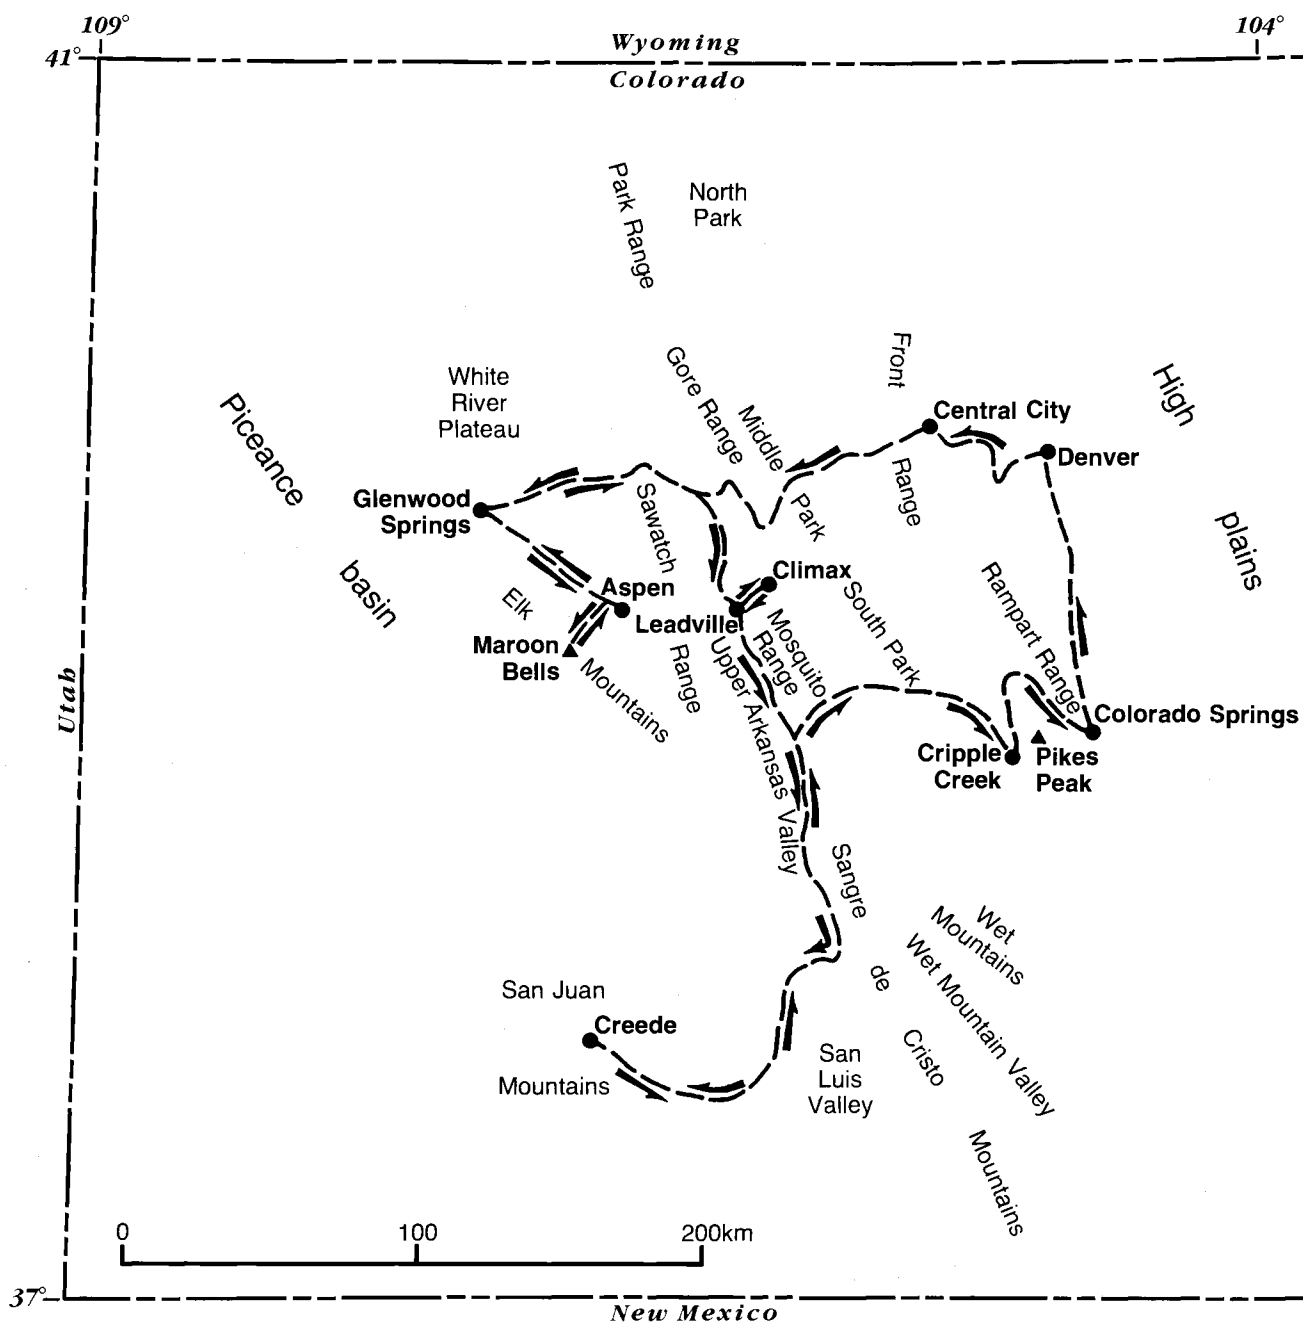 109°
104°
41°
Wyoming
Colorado
Park Range
North
Park
Front
Range
Gore Range
Middle
Park
White
River
Plateau
High
plains
Piceance
basin
Central City
Denver
Glenwood
Springs
Sawatch
Range
Climax
Aspen
Elk
Mountains
Leadville
Mosquito
Range
South Park
Rampart Range
Maroon
Bells
Upper Arkansas Valley
Utah
Colorado Springs
Cripple
Creek
Pikes
Peak
Sangre
de
Cristo
Mountains
Wet
Mountains
Wet Mountain Valley
San Juan
Mountains
Creede
San
Luis
Valley
0
100
200km
37°
New Mexico